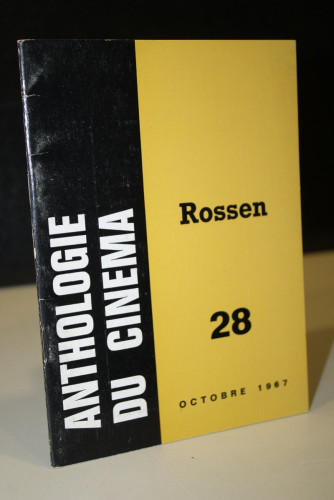 ANTHOLOGIE
DU CINEMA
Rossen
28
OCTOBRE 1967